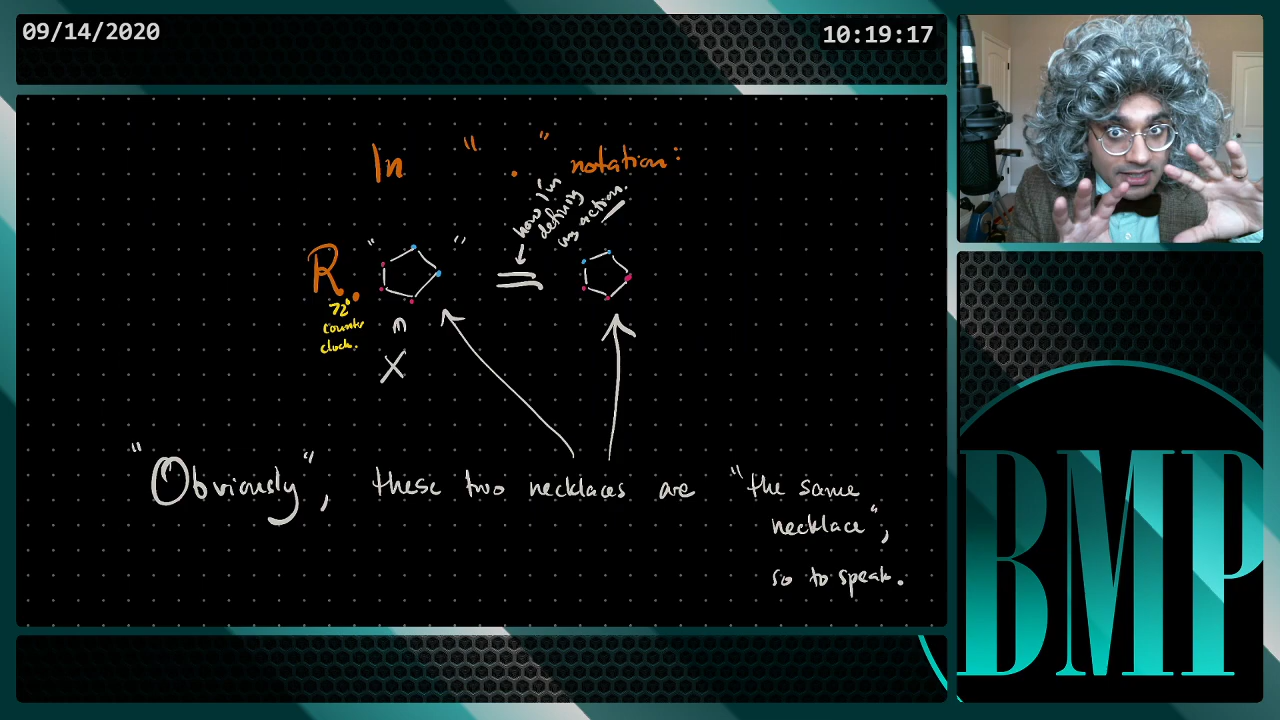 09/14/2020
10:19:17
In " . " notation:
how I'm
defining
my action.
R. " " =
72°
counter
clock.
∈
X
"Obviously", these two necklaces are "the same
necklace",
so to speak.
BMP